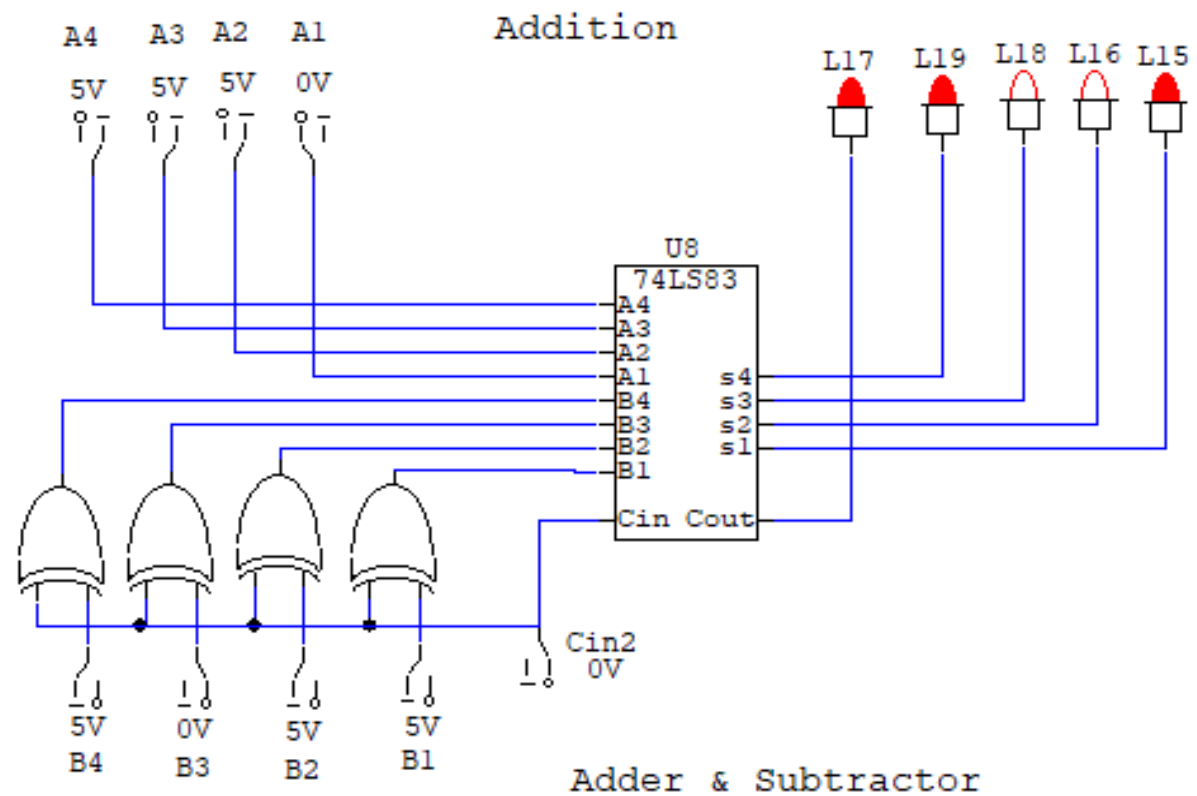 Addition
A4 A3 A2 A1
5V 5V 5V 0V
L17 L19 L18 L16 L15
U8
74LS83
A4
A3
A2
A1 s4
B4 s3
B3 s2
B2 s1
B1
Cin Cout
Cin2
0V
5V 0V 5V 5V
B4 B3 B2 B1
Adder & Subtractor